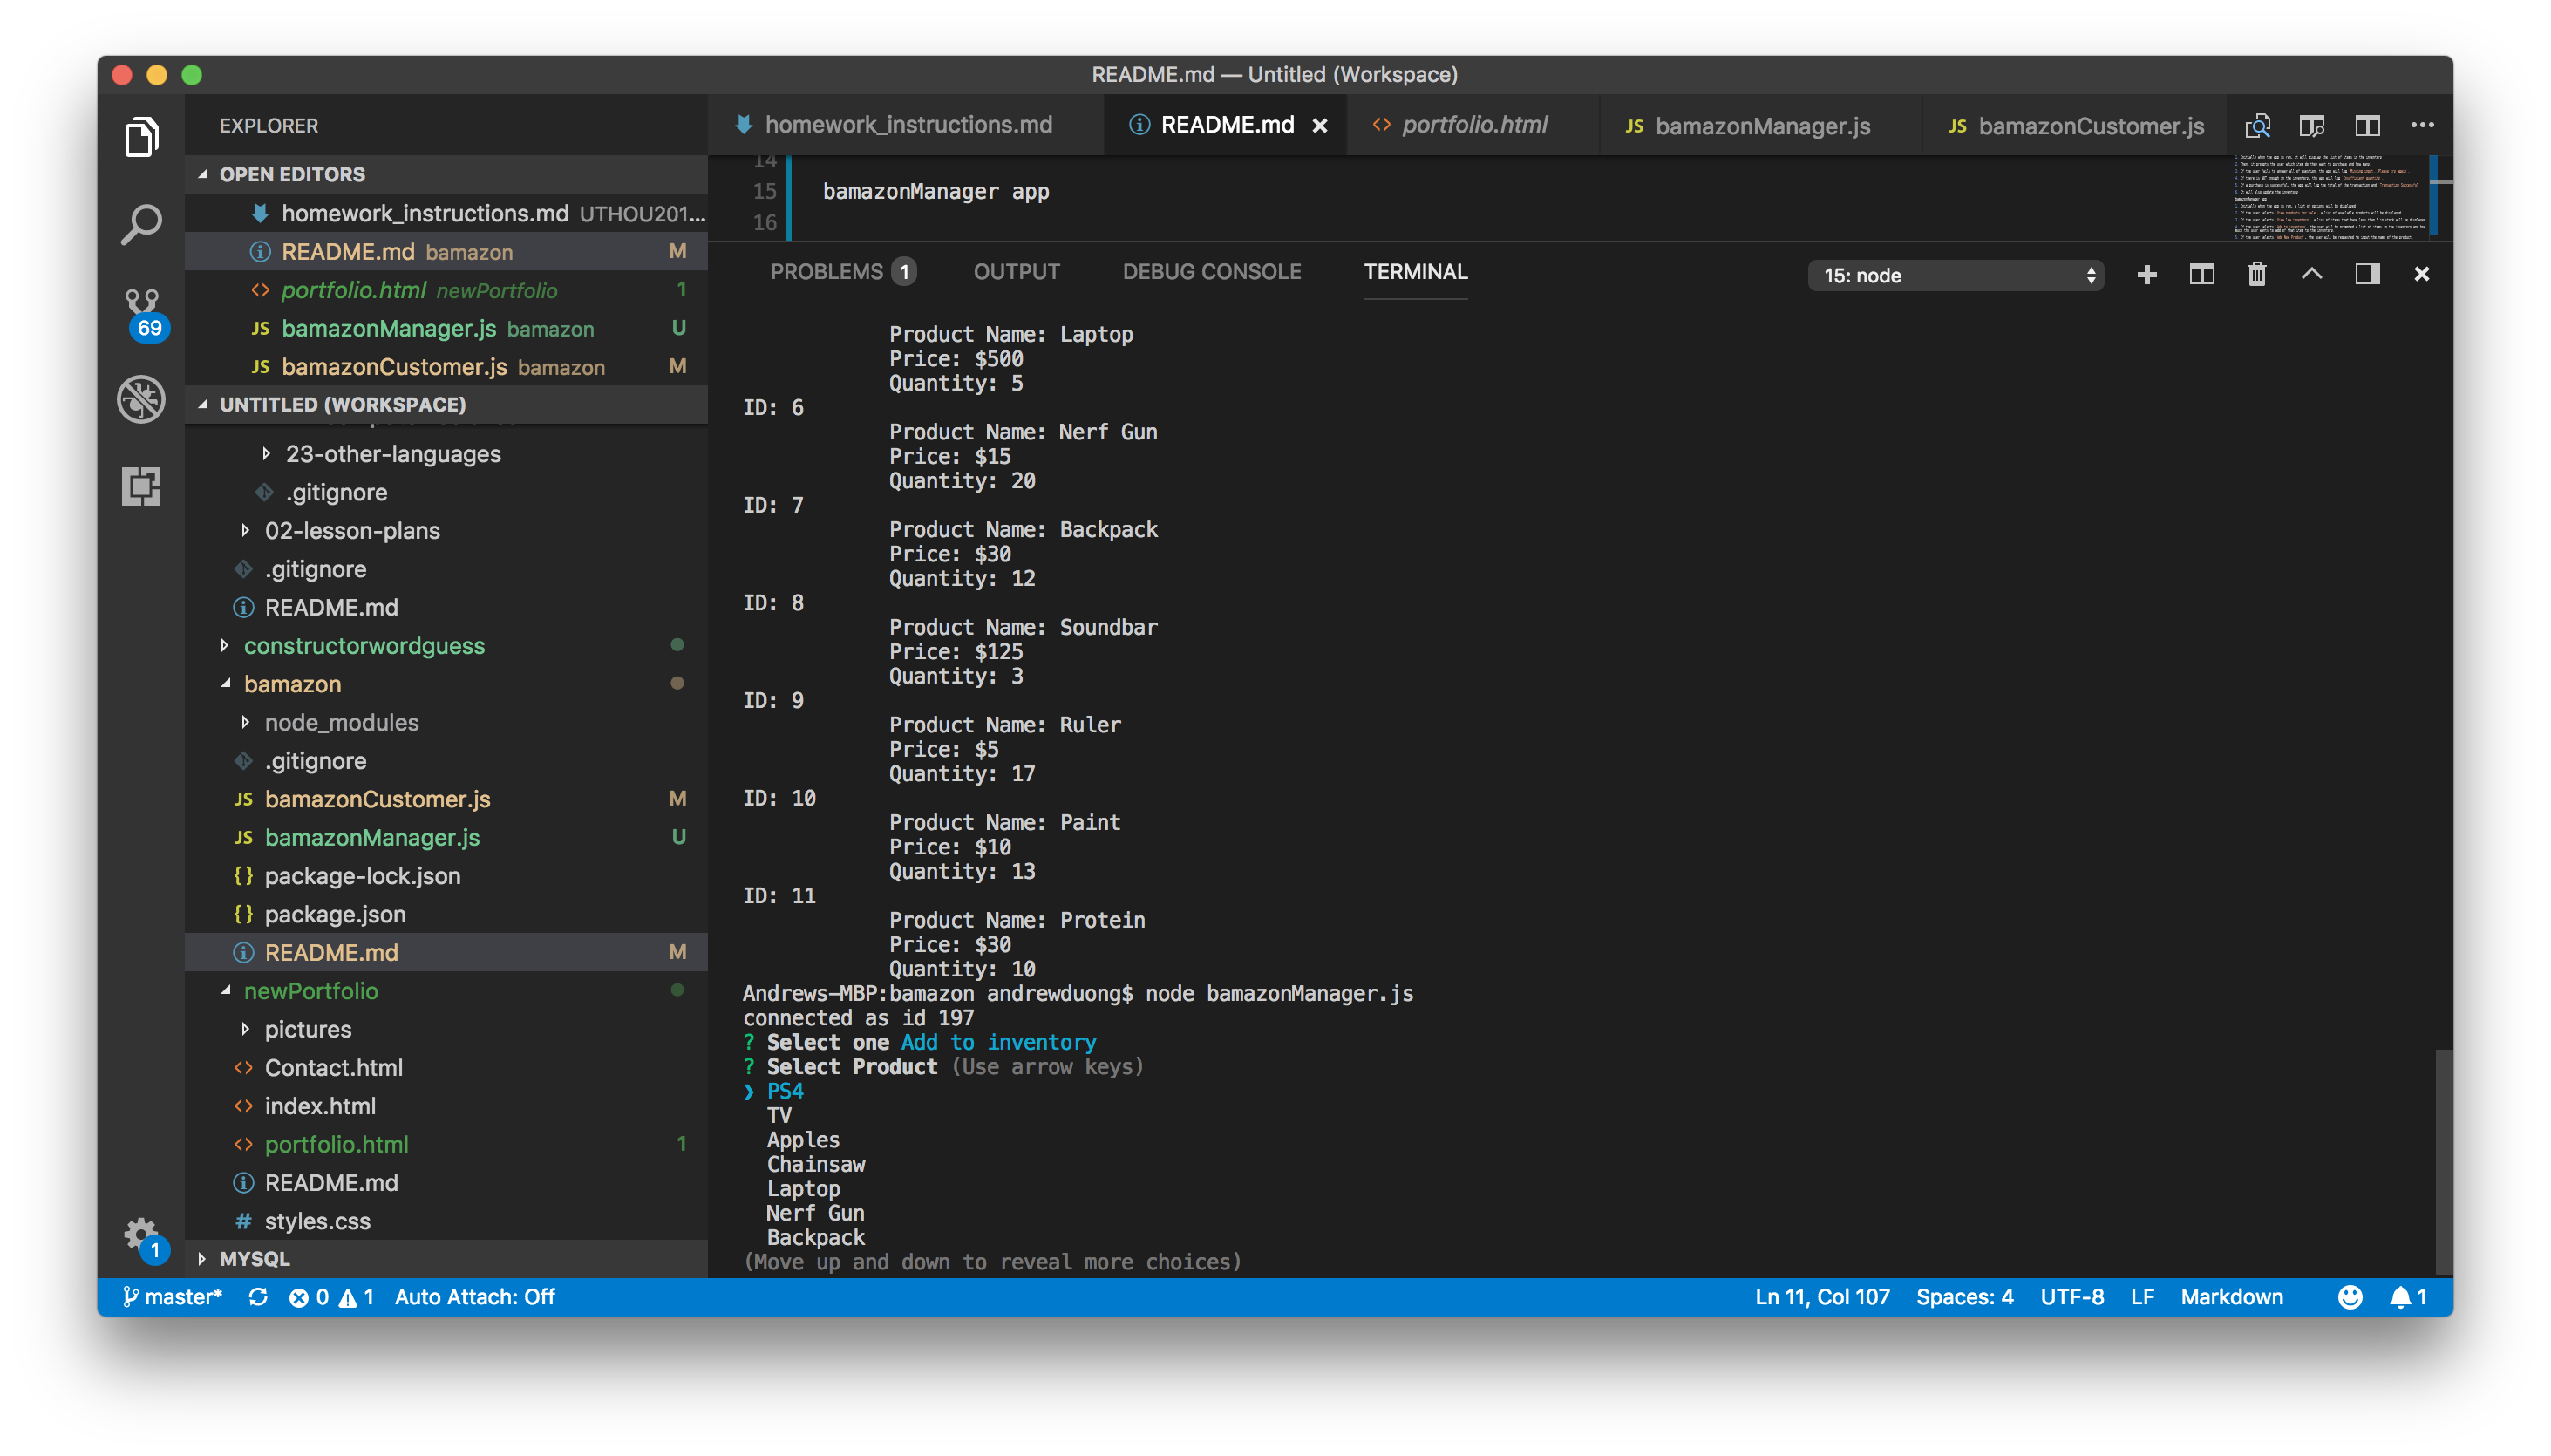 README.md — Untitled (Workspace)
EXPLORER
OPEN EDITORS
homework_instructions.md UTHOU201...
README.md bamazon M
portfolio.html newPortfolio 1
JS bamazonManager.js bamazon U
JS bamazonCustomer.js bamazon M
UNTITLED (WORKSPACE)
23-other-languages
.gitignore
02-lesson-plans
.gitignore
README.md
constructorwordguess
bamazon
node_modules
.gitignore
JS bamazonCustomer.js M
JS bamazonManager.js U
{} package-lock.json
{} package.json
README.md M
newPortfolio
pictures
<> Contact.html
<> index.html
<> portfolio.html 1
README.md
# styles.css
MYSQL
69
1
homework_instructions.md
README.md
<> portfolio.html
JS bamazonManager.js
JS bamazonCustomer.js
14
15 bamazonManager app
16
PROBLEMS 1 OUTPUT DEBUG CONSOLE TERMINAL
15: node
Product Name: Laptop
Price: $500
Quantity: 5
ID: 6
Product Name: Nerf Gun
Price: $15
Quantity: 20
ID: 7
Product Name: Backpack
Price: $30
Quantity: 12
ID: 8
Product Name: Soundbar
Price: $125
Quantity: 3
ID: 9
Product Name: Ruler
Price: $5
Quantity: 17
ID: 10
Product Name: Paint
Price: $10
Quantity: 13
ID: 11
Product Name: Protein
Price: $30
Quantity: 10
Andrews-MBP:bamazon andrewduong$ node bamazonManager.js
connected as id 197
? Select one Add to inventory
? Select Product (Use arrow keys)
❯ PS4
TV
Apples
Chainsaw
Laptop
Nerf Gun
Backpack
(Move up and down to reveal more choices)
master* 0 1 Auto Attach: Off
Ln 11, Col 107 Spaces: 4 UTF-8 LF Markdown 1